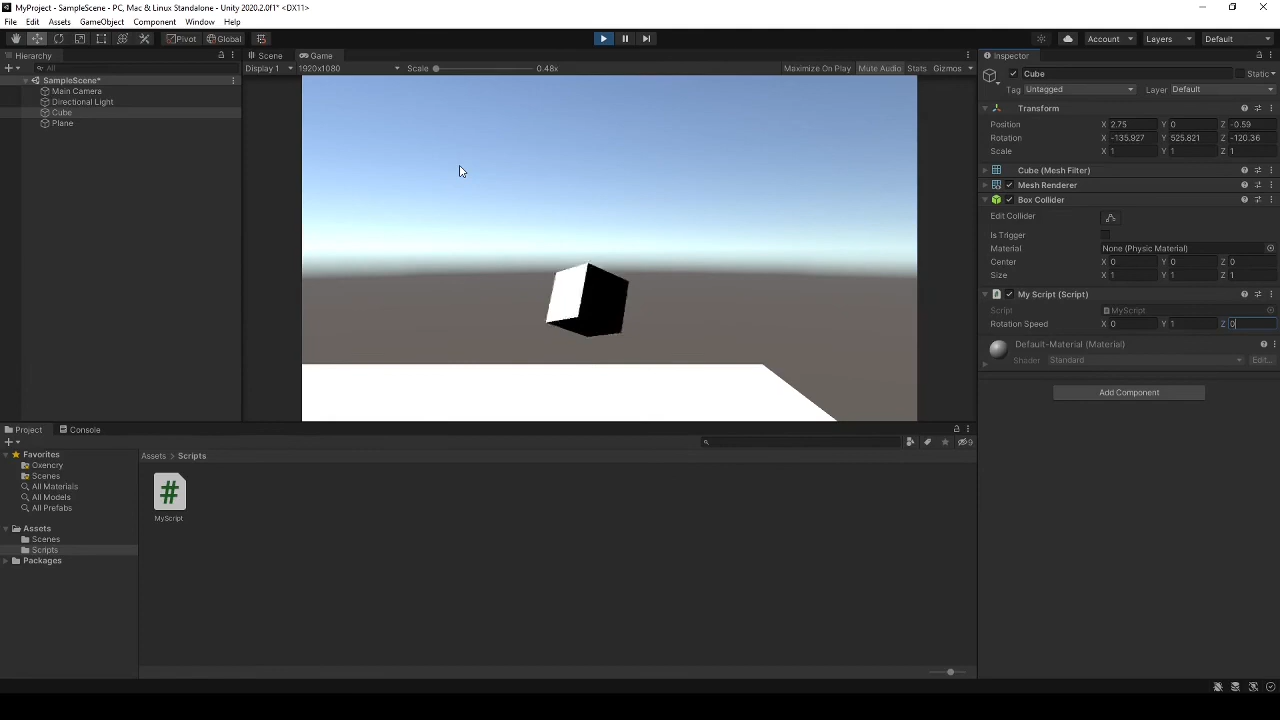 MyProject - SampleScene - PC, Mac & Linux Standalone - Unity 2020.2.0f1* <DX11>
File Edit Assets GameObject Component Window Help
Pivot Global Account Layers Default
Hierarchy
All
SampleScene*
Main Camera
Directional Light
Cube
Plane
Scene Game
Display 1 1920x1080 Scale 0.48x Maximize On Play Mute Audio Stats Gizmos
Inspector
Cube Static
Tag Untagged Layer Default
Transform
Position X 2.75 Y 0 Z -0.59
Rotation X -135.927 Y 525.821 Z -120.36
Scale X 1 Y 1 Z 1
Cube (Mesh Filter)
Mesh Renderer
Box Collider
Edit Collider
Is Trigger
Material None (Physic Material)
Center X 0 Y 0 Z 0
Size X 1 Y 1 Z 1
My Script (Script)
Script MyScript
Rotation Speed X 0 Y 1 Z 0
Default-Material (Material)
Shader Standard Edit...
Add Component
Project Console
9
Favorites
Oxencry
Scenes
All Materials
All Models
All Prefabs
Assets
Scenes
Scripts
Packages
Assets > Scripts
#
MyScript